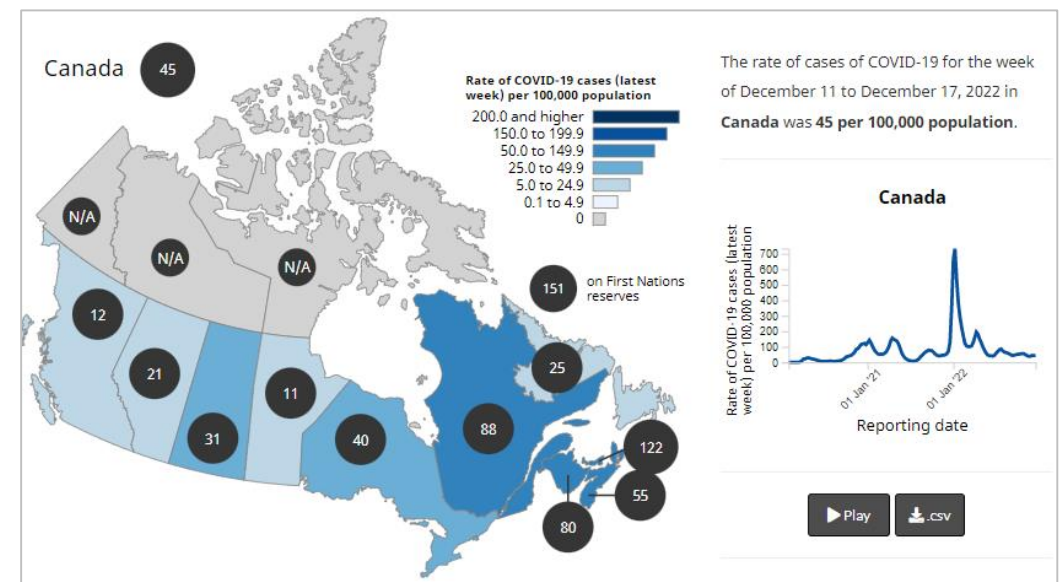 Canada
45
Rate of COVID-19 cases (latest
week) per 100,000 population
200.0 and higher
150.0 to 199.9
50.0 to 149.9
25.0 to 49.9
5.0 to 24.9
0.1 to 4.9
0
N/A
N/A
N/A
151
on First Nations
reserves
12
21
31
11
40
88
25
122
55
80
The rate of cases of COVID-19 for the week
of December 11 to December 17, 2022 in
Canada was 45 per 100,000 population.
Canada
Rate of COVID-19 cases (latest
week) per 100,000 population
700
600
500
400
300
200
100
0
01 Jan '21
01 Jan '22
Reporting date
Play
.csv